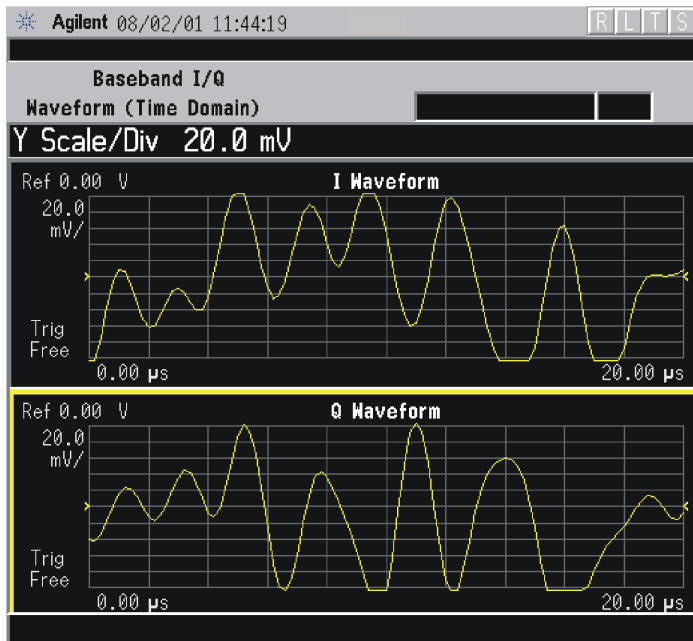 Agilent 08/02/01 11:44:19 R L T S
Baseband I/Q
Waveform (Time Domain)
Y Scale/Div 20.0 mV
Ref 0.00 V I Waveform
20.0
mV/
Trig
Free
0.00 µs 20.00 µs
Ref 0.00 V Q Waveform
20.0
mV/
Trig
Free
0.00 µs 20.00 µs